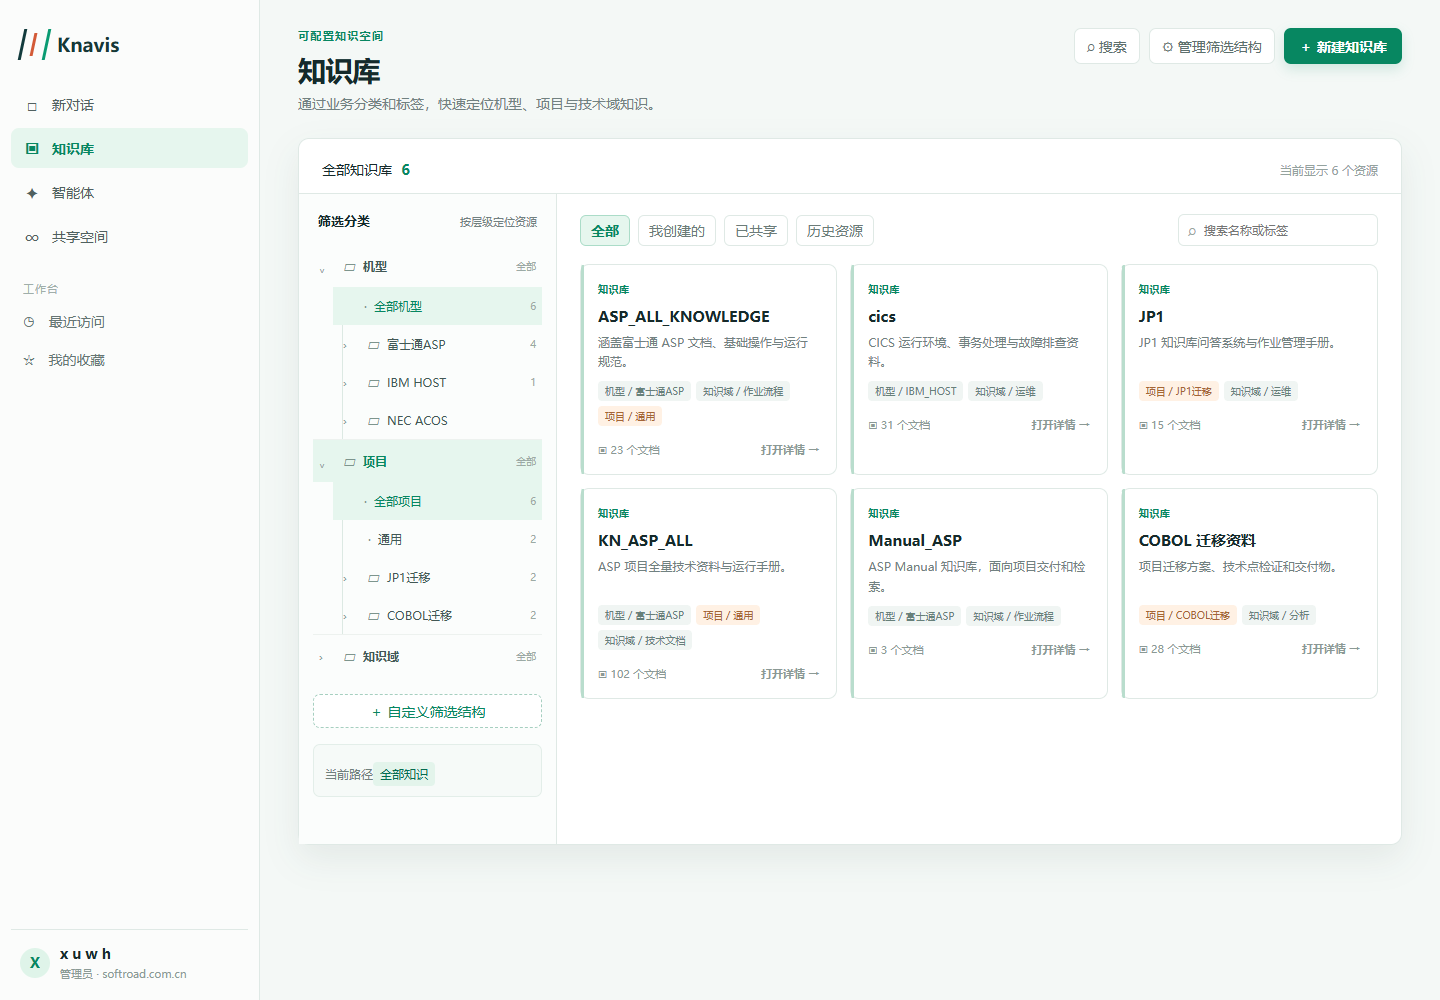 Knavis
新对话
知识库
智能体
共享空间
工作台
最近访问
我的收藏
X
x u w h
管理员 · softroad.com.cn
可配置知识空间
知识库
通过业务分类和标签，快速定位机型、项目与技术域知识。
搜索
管理筛选结构
+ 新建知识库
全部知识库 6
当前显示 6 个资源
筛选分类
按层级定位资源
机型 全部
· 全部机型 6
富士通ASP 4
IBM HOST 1
NEC ACOS
项目 全部
· 全部项目 6
· 通用 2
JP1迁移 2
COBOL迁移 2
知识域 全部
+ 自定义筛选结构
当前路径 全部知识
全部 我创建的 已共享 历史资源
搜索名称或标签
知识库
ASP_ALL_KNOWLEDGE
涵盖富士通 ASP 文档、基础操作与运行
规范。
机型 / 富士通ASP 知识域 / 作业流程
项目 / 通用
23 个文档 打开详情 →
知识库
cics
CICS 运行环境、事务处理与故障排查资
料。
机型 / IBM_HOST 知识域 / 运维
31 个文档 打开详情 →
知识库
JP1
JP1 知识库问答系统与作业管理手册。
项目 / JP1迁移 知识域 / 运维
15 个文档 打开详情 →
知识库
KN_ASP_ALL
ASP 项目全量技术资料与运行手册。
机型 / 富士通ASP 项目 / 通用
知识域 / 技术文档
102 个文档 打开详情 →
知识库
Manual_ASP
ASP Manual 知识库，面向项目交付和检
索。
机型 / 富士通ASP 知识域 / 作业流程
3 个文档 打开详情 →
知识库
COBOL 迁移资料
项目迁移方案、技术点检证和交付物。
项目 / COBOL迁移 知识域 / 分析
28 个文档 打开详情 →